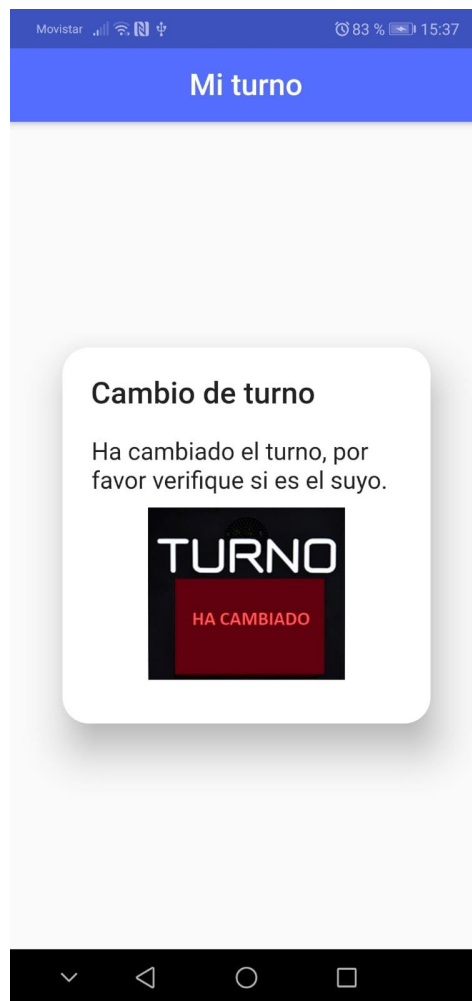 Movistar 83 % 15:37
Mi turno
Cambio de turno
Ha cambiado el turno, por
favor verifique si es el suyo.
TURNO
HA CAMBIADO